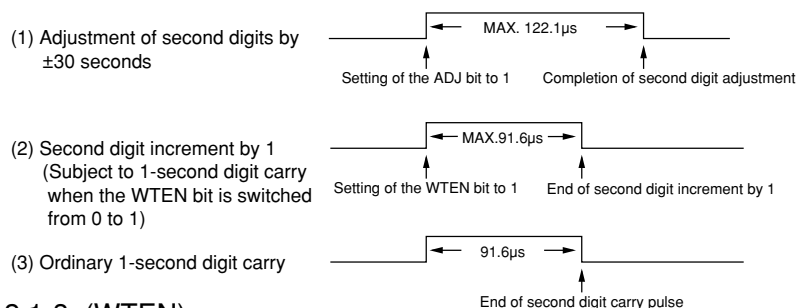 (1) Adjustment of second digits by
±30 seconds
MAX. 122.1µs
Setting of the ADJ bit to 1
Completion of second digit adjustment
(2) Second digit increment by 1
(Subject to 1-second digit carry
when the WTEN bit is switched
from 0 to 1)
MAX.91.6µs
Setting of the WTEN bit to 1
End of second digit increment by 1
(3) Ordinary 1-second digit carry
91.6µs
End of second digit carry pulse
(WTEN)